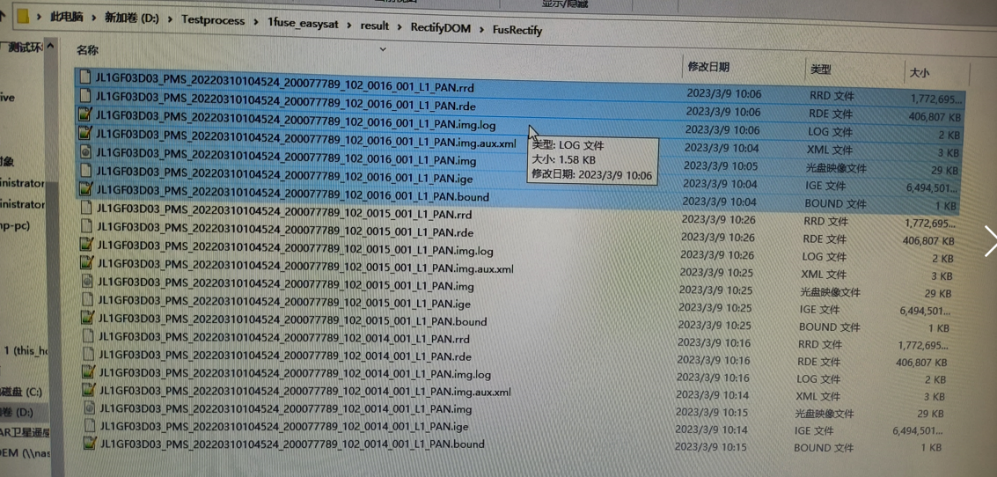 显示/隐藏
此电脑 > 新加卷 (D:) > Testprocess > 1fuse_easysat > result > RectifyDOM > FusRectify
名称 修改日期 类型 大小
JL1GF03D03_PMS_20220310104524_200077789_102_0016_001_L1_PAN.rrd 2023/3/9 10:06 RRD 文件 1,772,695...
JL1GF03D03_PMS_20220310104524_200077789_102_0016_001_L1_PAN.rde 2023/3/9 10:06 RDE 文件 406,807 KB
JL1GF03D03_PMS_20220310104524_200077789_102_0016_001_L1_PAN.img.log 2023/3/9 10:06 LOG 文件 2 KB
JL1GF03D03_PMS_20220310104524_200077789_102_0016_001_L1_PAN.img.aux.xml 2023/3/9 10:04 XML 文件 3 KB
JL1GF03D03_PMS_20220310104524_200077789_102_0016_001_L1_PAN.img 2023/3/9 10:05 光盘映像文件 29 KB
JL1GF03D03_PMS_20220310104524_200077789_102_0016_001_L1_PAN.ige 2023/3/9 10:04 IGE 文件 6,494,501...
JL1GF03D03_PMS_20220310104524_200077789_102_0016_001_L1_PAN.bound 2023/3/9 10:04 BOUND 文件 1 KB
类型: LOG 文件
大小: 1.58 KB
修改日期: 2023/3/9 10:06
JL1GF03D03_PMS_20220310104524_200077789_102_0015_001_L1_PAN.rrd 2023/3/9 10:26 RRD 文件 1,772,695...
JL1GF03D03_PMS_20220310104524_200077789_102_0015_001_L1_PAN.rde 2023/3/9 10:26 RDE 文件 406,807 KB
JL1GF03D03_PMS_20220310104524_200077789_102_0015_001_L1_PAN.img.log 2023/3/9 10:26 LOG 文件 2 KB
JL1GF03D03_PMS_20220310104524_200077789_102_0015_001_L1_PAN.img.aux.xml 2023/3/9 10:25 XML 文件 3 KB
JL1GF03D03_PMS_20220310104524_200077789_102_0015_001_L1_PAN.img 2023/3/9 10:25 光盘映像文件 29 KB
JL1GF03D03_PMS_20220310104524_200077789_102_0015_001_L1_PAN.ige 2023/3/9 10:25 IGE 文件 6,494,501...
JL1GF03D03_PMS_20220310104524_200077789_102_0015_001_L1_PAN.bound 2023/3/9 10:25 BOUND 文件 1 KB
JL1GF03D03_PMS_20220310104524_200077789_102_0014_001_L1_PAN.rrd 2023/3/9 10:16 RRD 文件 1,772,695...
JL1GF03D03_PMS_20220310104524_200077789_102_0014_001_L1_PAN.rde 2023/3/9 10:16 RDE 文件 406,807 KB
JL1GF03D03_PMS_20220310104524_200077789_102_0014_001_L1_PAN.img.log 2023/3/9 10:16 LOG 文件 2 KB
JL1GF03D03_PMS_20220310104524_200077789_102_0014_001_L1_PAN.img.aux.xml 2023/3/9 10:14 XML 文件 3 KB
JL1GF03D03_PMS_20220310104524_200077789_102_0014_001_L1_PAN.img 2023/3/9 10:15 光盘映像文件 29 KB
JL1GF03D03_PMS_20220310104524_200077789_102_0014_001_L1_PAN.ige 2023/3/9 10:14 IGE 文件 6,494,501...
JL1GF03D03_PMS_20220310104524_200077789_102_0014_001_L1_PAN.bound 2023/3/9 10:15 BOUND 文件 1 KB
测试环
ive
对象
ministrator
ninistrator
np-pc)
1 (this_ho
磁盘 (C:)
卷 (D:)
AR卫星遥感
EM (\\nas